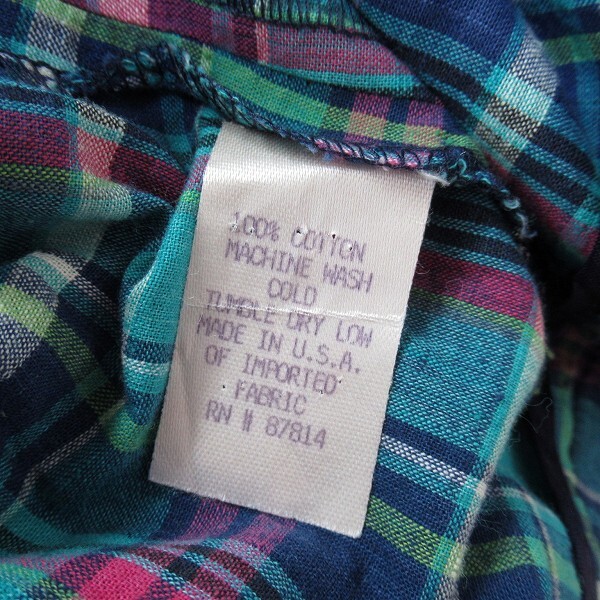 100% COTTON
MACHINE WASH
COLD
TUMBLE DRY LOW
MADE IN U.S.A.
OF IMPORTED
FABRIC
RN # 87814